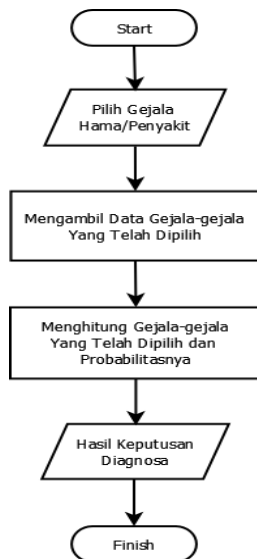 Start
Pilih Gejala
Hama/Penyakit
Mengambil Data Gejala-gejala
Yang Telah Dipilih
Menghitung Gejala-gejala
Yang Telah Dipilih dan
Probabilitasnya
Hasil Keputusan
Diagnosa
Finish